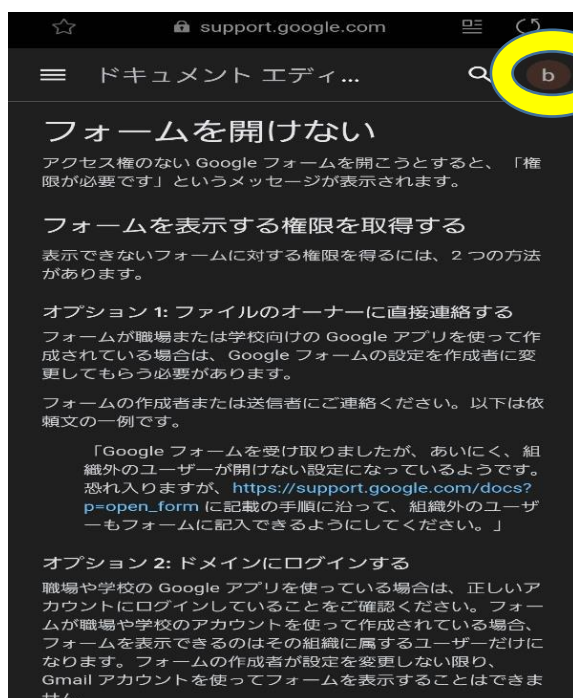 support.google.com
ドキュメント エディ...
b
フォームを開けない
アクセス権のない Google フォームを開こうとすると、「権
限が必要です」というメッセージが表示されます。
フォームを表示する権限を取得する
表示できないフォームに対する権限を得るには、2 つの方法
があります。
オプション 1: ファイルのオーナーに直接連絡する
フォームが職場または学校向けの Google アプリを使って作
成されている場合は、Google フォームの設定を作成者に変
更してもらう必要があります。
フォームの作成者または送信者にご連絡ください。以下は依
頼文の一例です。
「Google フォームを受け取りましたが、あいにく、組
織外のユーザーが開けない設定になっているようです。
恐れ入りますが、https://support.google.com/docs?
p=open_form に記載の手順に沿って、組織外のユーザ
ーもフォームに記入できるようにしてください。」
オプション 2: ドメインにログインする
職場や学校の Google アプリを使っている場合は、正しいア
カウントにログインしていることをご確認ください。フォー
ムが職場や学校のアカウントを使って作成されている場合、
フォームを表示できるのはその組織に属するユーザーだけに
なります。フォームの作成者が設定を変更しない限り、
Gmail アカウントを使ってフォームを表示することはできま
せん